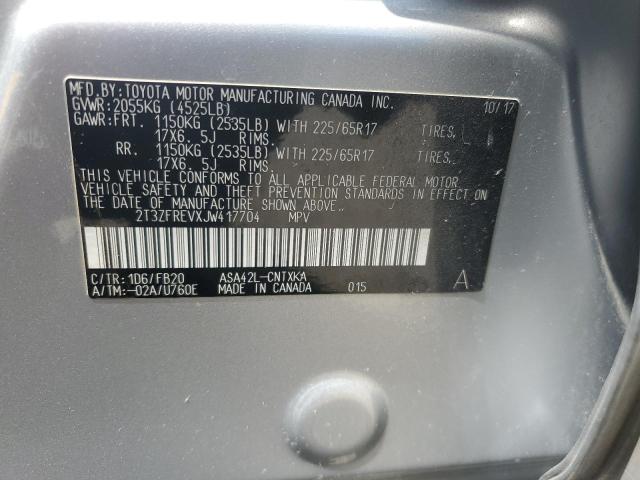 MFD.BY:TOYOTA MOTOR MANUFACTURING CANADA INC.
GVWR:2055KG (4525LB) 10/17
GAWR:FRT. 1150KG (2535LB) WITH 225/65R17 TIRES,
17X6.5J RIMS.
RR. 1150KG (2535LB) WITH 225/65R17 TIRES,
17X6.5J RIMS.
THIS VEHICLE CONFORMS TO ALL APPLICABLE FEDERAL MOTOR
VEHICLE SAFETY AND THEFT PREVENTION STANDARDS IN EFFECT ON
THE DATE OF MANUFACTURE SHOWN ABOVE.
2T3ZFREVXJW417704 MPV
C/TR:1D6/FB20 ASA42L-CNTXKA A
A/TM:-02A/U760E MADE IN CANADA 015